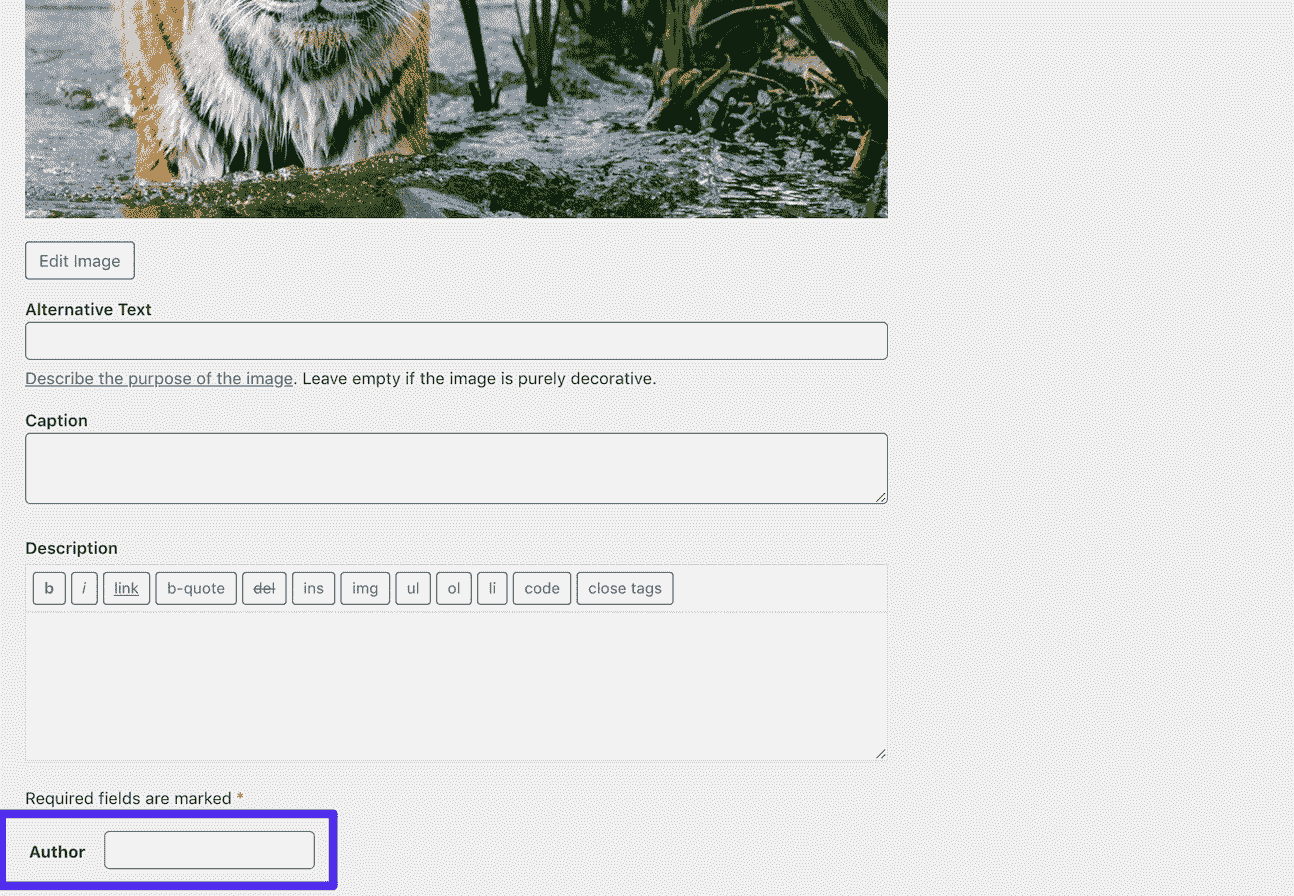 Edit Image
Alternative Text
Describe the purpose of the image. Leave empty if the image is purely decorative.
Caption
Description
b i link b-quote del ins img ul ol li code close tags
Required fields are marked *
Author